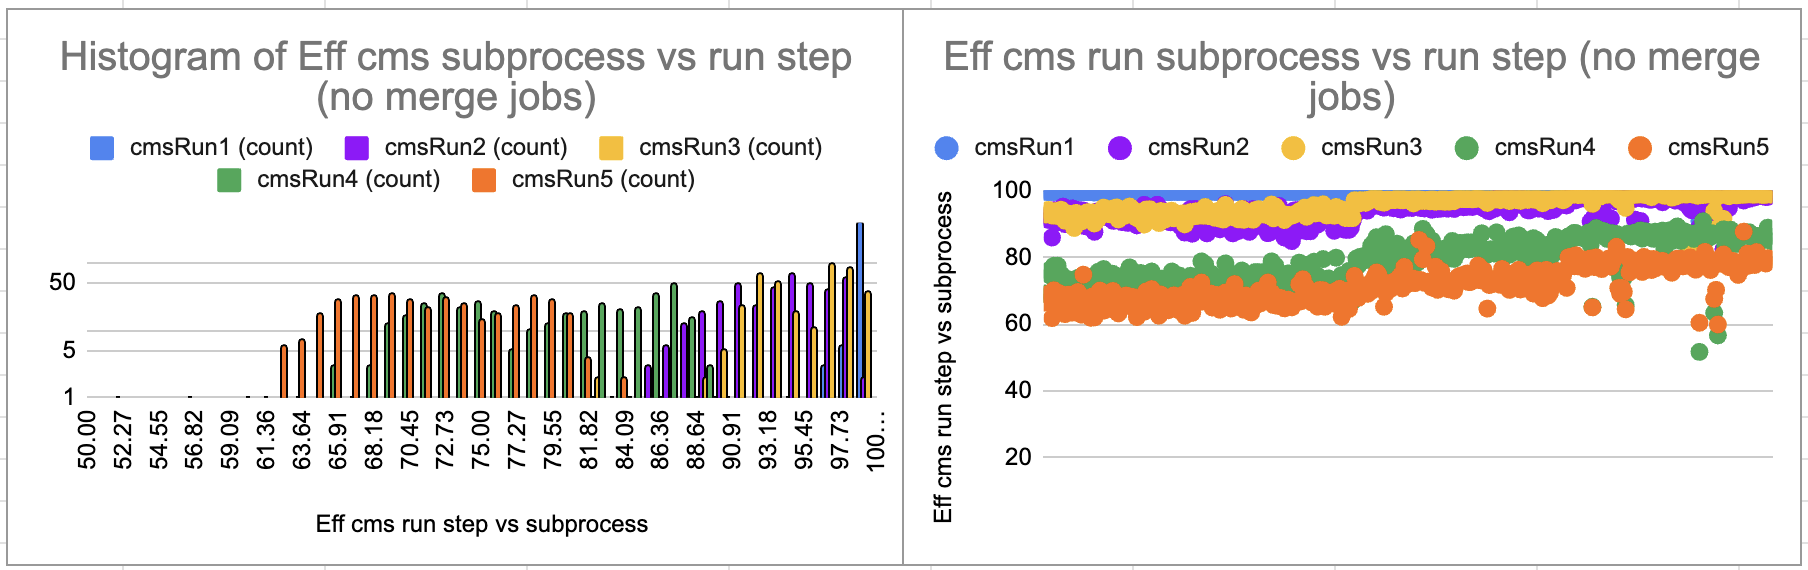 Histogram of Eff cms subprocess vs run step
(no merge jobs)
cmsRun1 (count)
cmsRun2 (count)
cmsRun3 (count)
cmsRun4 (count)
cmsRun5 (count)
50
5
1
50.00
52.27
54.55
56.82
59.09
61.36
63.64
65.91
68.18
70.45
72.73
75.00
77.27
79.55
81.82
84.09
86.36
88.64
90.91
93.18
95.45
97.73
100...
Eff cms run step vs subprocess
Eff cms run subprocess vs run step (no merge
jobs)
cmsRun1
cmsRun2
cmsRun3
cmsRun4
cmsRun5
Eff cms run step vs subprocess
100
80
60
40
20